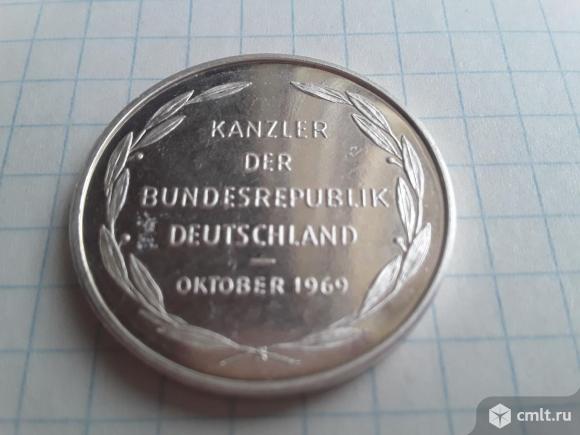 KANZLER
DER
BUNDESREPUBLIK
DEUTSCHLAND
—
OKTOBER 1969
cmlt.ru